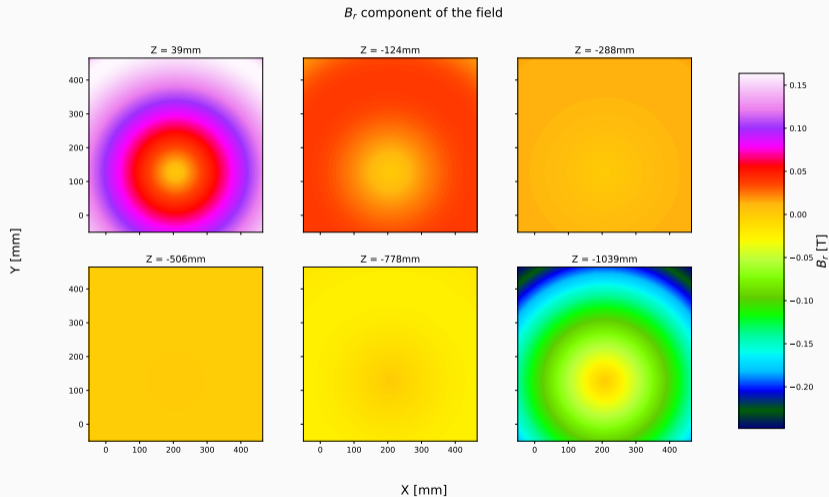 B_r component of the field
Z = 39mm
Z = -124mm
Z = -288mm
400
300
200
100
0
Z = -506mm
Z = -778mm
Z = -1039mm
400
300
200
100
0
0 100 200 300 400
0 100 200 300 400
0 100 200 300 400
Y [mm]
X [mm]
0.15
0.10
0.05
0.00
−0.05
−0.10
−0.15
−0.20
B_r [T]